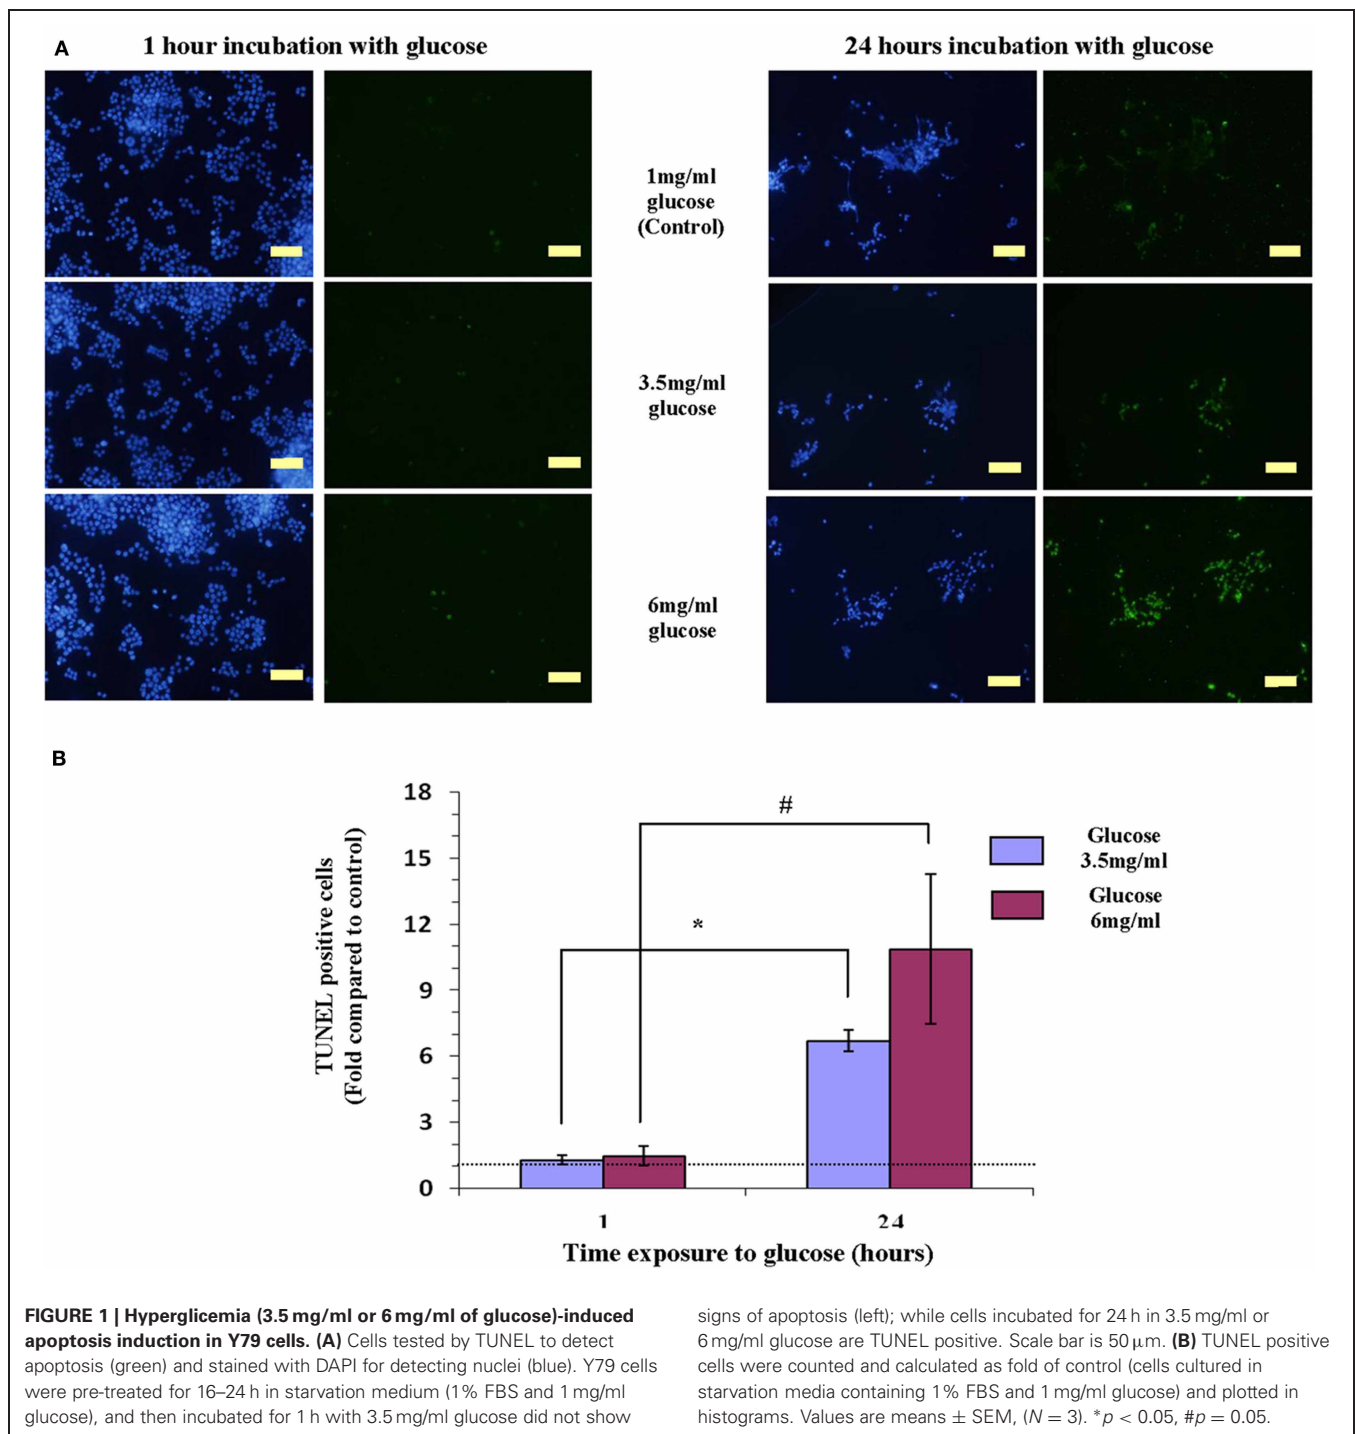 A
1 hour incubation with glucose
24 hours incubation with glucose
1mg/ml
glucose
(Control)
3.5mg/ml
glucose
6mg/ml
glucose
B
TUNEL positive cells
(Fold compared to control)
18
15
12
9
6
3
0
*
#
Glucose
3.5mg/ml
Glucose
6mg/ml
1
24
Time exposure to glucose (hours)
FIGURE 1 | Hyperglicemia (3.5 mg/ml or 6 mg/ml of glucose)-induced
apoptosis induction in Y79 cells. (A) Cells tested by TUNEL to detect
apoptosis (green) and stained with DAPI for detecting nuclei (blue). Y79 cells
were pre-treated for 16–24 h in starvation medium (1% FBS and 1 mg/ml
glucose), and then incubated for 1 h with 3.5 mg/ml glucose did not show
signs of apoptosis (left); while cells incubated for 24 h in 3.5 mg/ml or
6 mg/ml glucose are TUNEL positive. Scale bar is 50 μm. (B) TUNEL positive
cells were counted and calculated as fold of control (cells cultured in
starvation media containing 1% FBS and 1 mg/ml glucose) and plotted in
histograms. Values are means ± SEM, (N = 3). *p < 0.05, #p = 0.05.